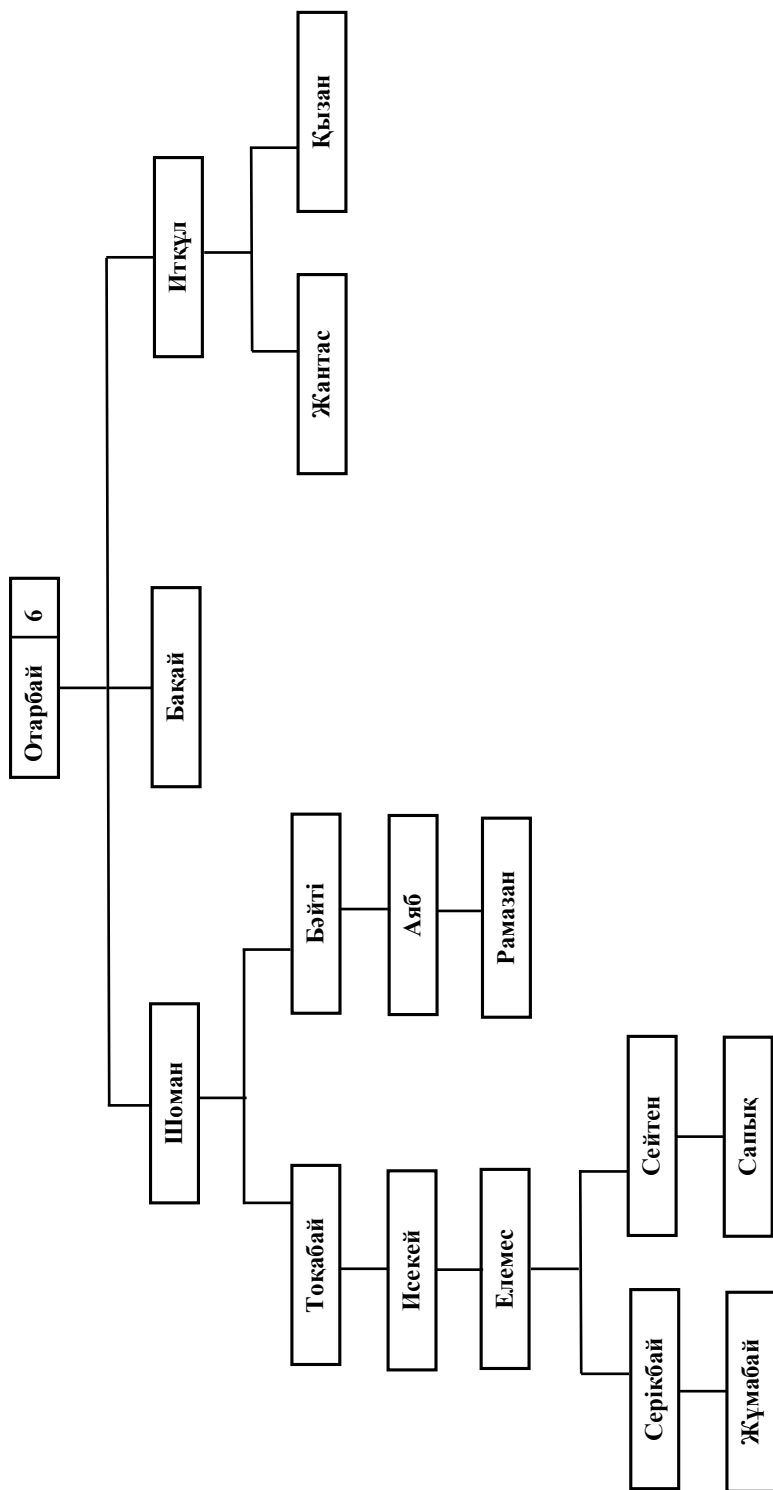 Отарбай 6
Шоман
Бақай
Итқұл
Тоқабай
Бәйті
Жантас
Қызан
Исекей
Аяб
Елемес
Рамазан
Серікбай
Сейтен
Жұмабай
Сапық